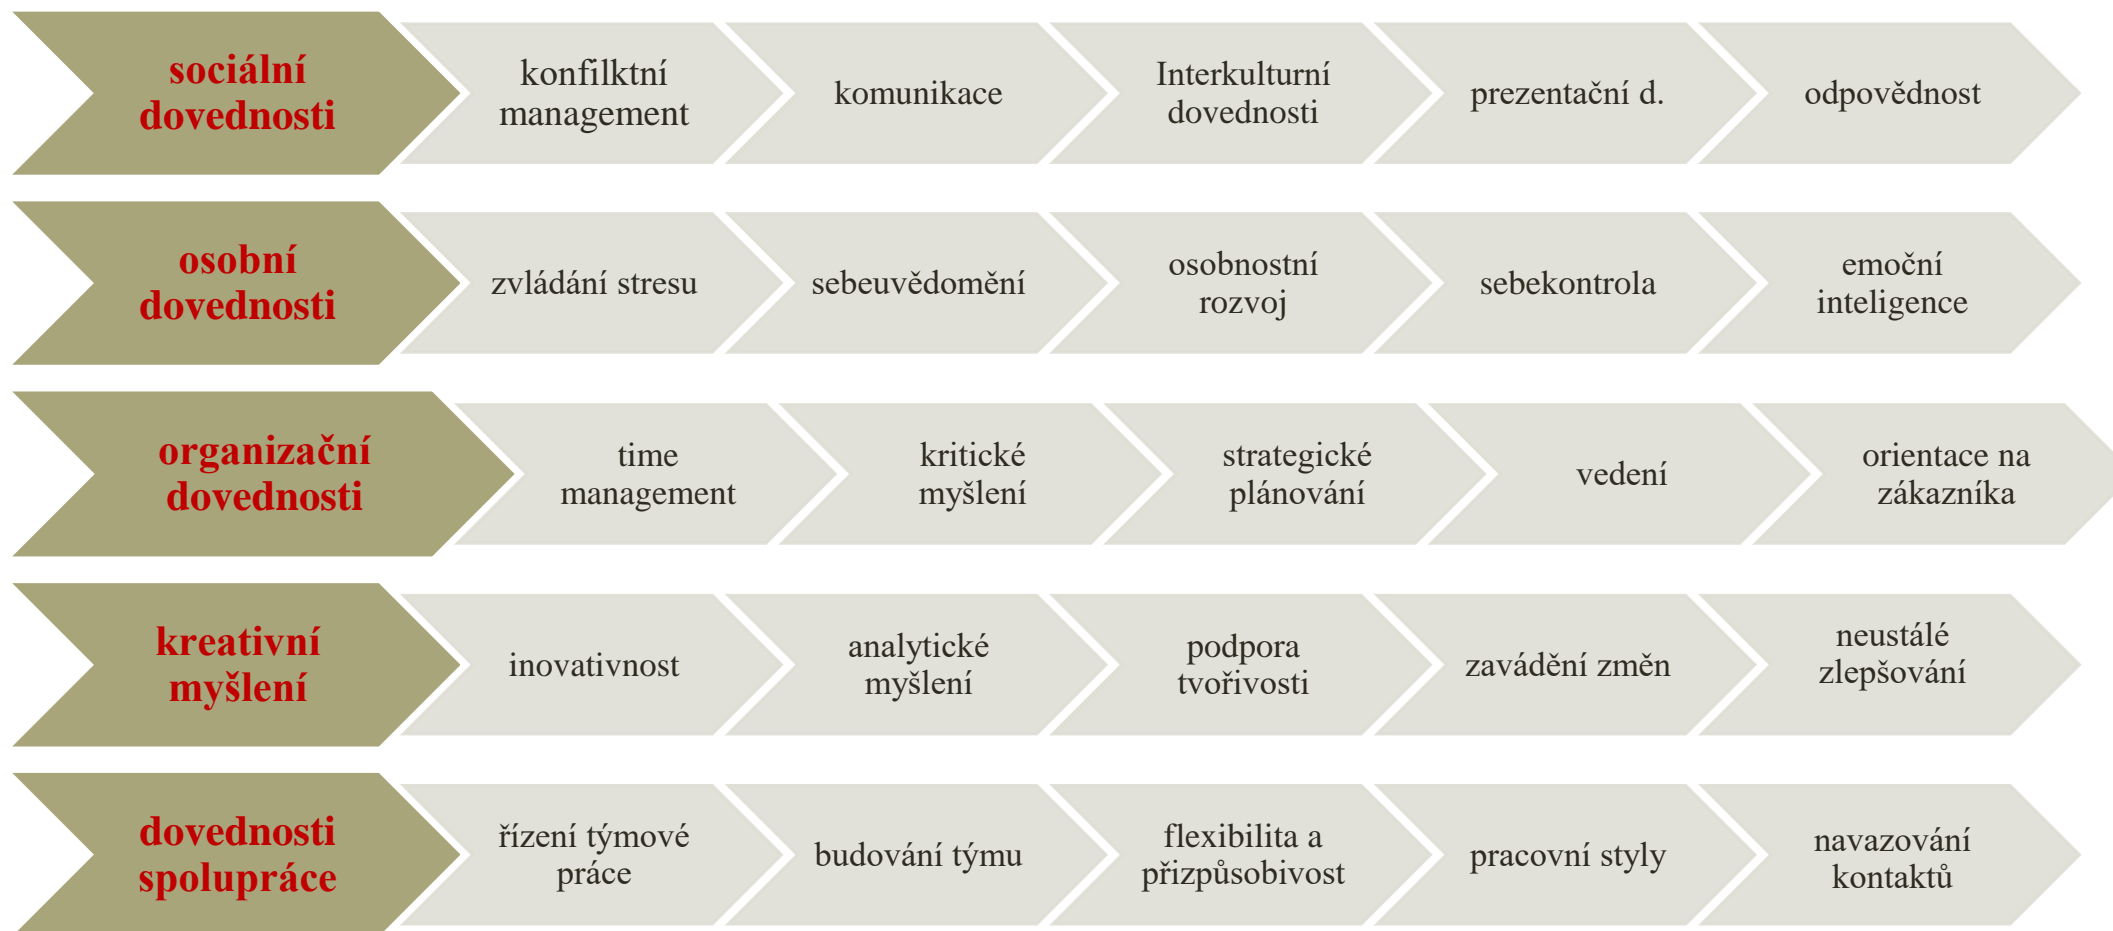 sociální
dovednosti
konfilktní
management
komunikace
Interkulturní
dovednosti
prezentační d.
odpovědnost
osobní
dovednosti
zvládání stresu
sebeuvědomění
osobnostní
rozvoj
sebekontrola
emoční
inteligence
organizační
dovednosti
time
management
kritické
myšlení
strategické
plánování
vedení
orientace na
zákazníka
kreativní
myšlení
inovativnost
analytické
myšlení
podpora
tvořivosti
zavádění změn
neustálé
zlepšování
dovednosti
spolupráce
řízení týmové
práce
budování týmu
flexibilita a
přizpůsobivost
pracovní styly
navazování
kontaktů